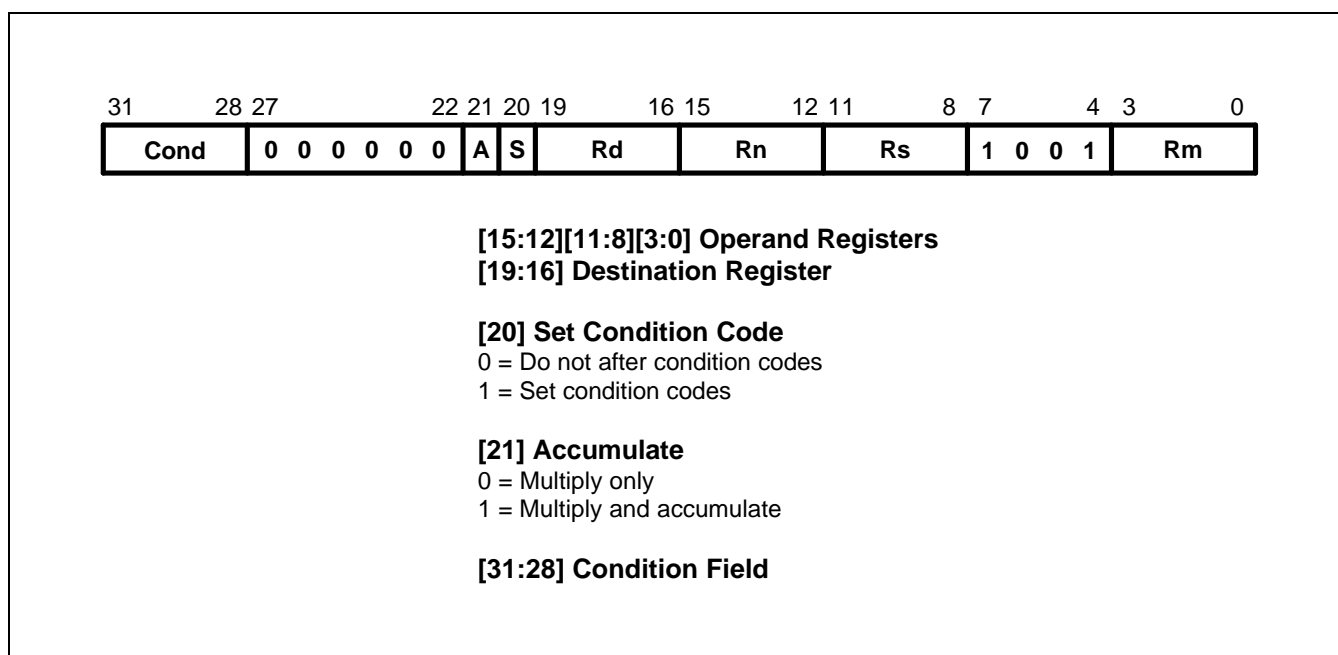 31 28 27 22 21 20 19 16 15 12 11 8 7 4 3 0
Cond 0 0 0 0 0 0 A S Rd Rn Rs 1 0 0 1 Rm
[15:12][11:8][3:0] Operand Registers
[19:16] Destination Register
[20] Set Condition Code
0 = Do not after condition codes
1 = Set condition codes
[21] Accumulate
0 = Multiply only
1 = Multiply and accumulate
[31:28] Condition Field